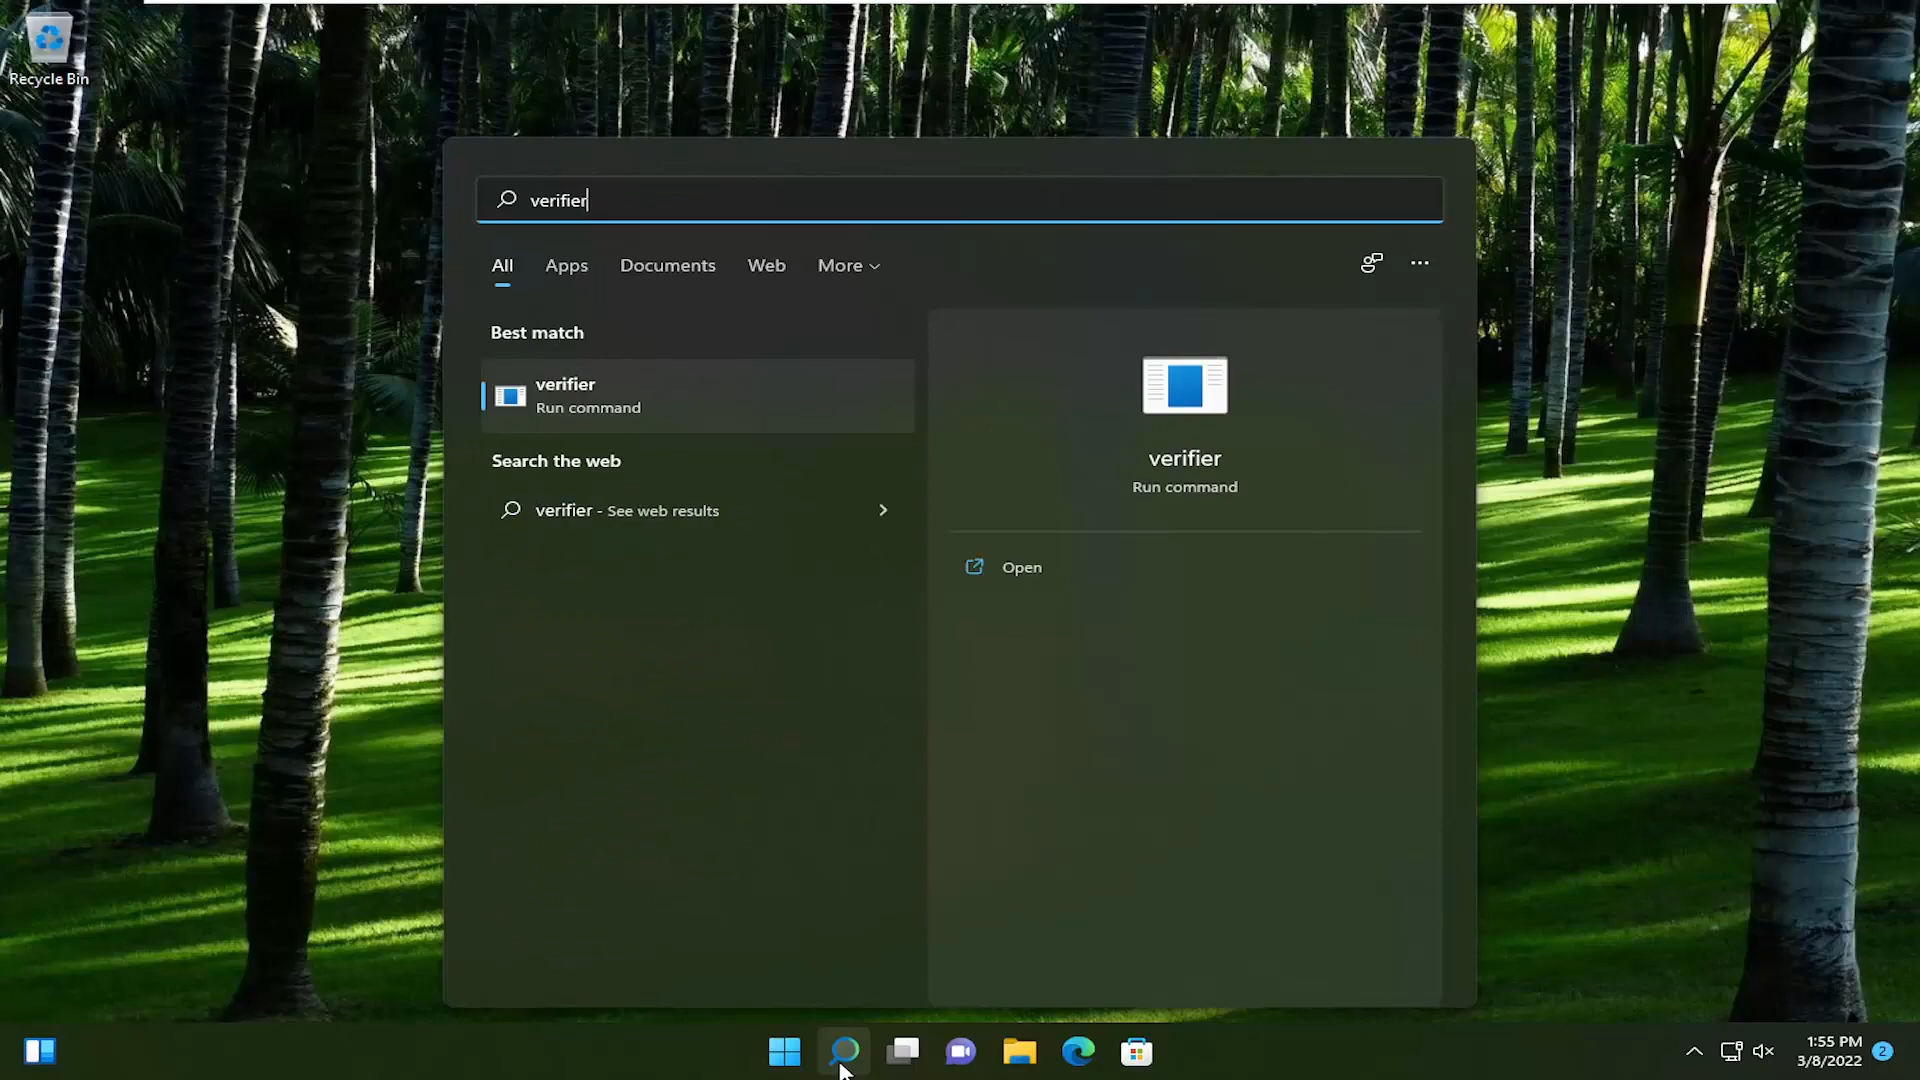 Recycle Bin
verifier
All Apps Documents Web More
Best match
verifier
Run command
Search the web
verifier - See web results
verifier
Run command
Open
1:55 PM
3/8/2022
2